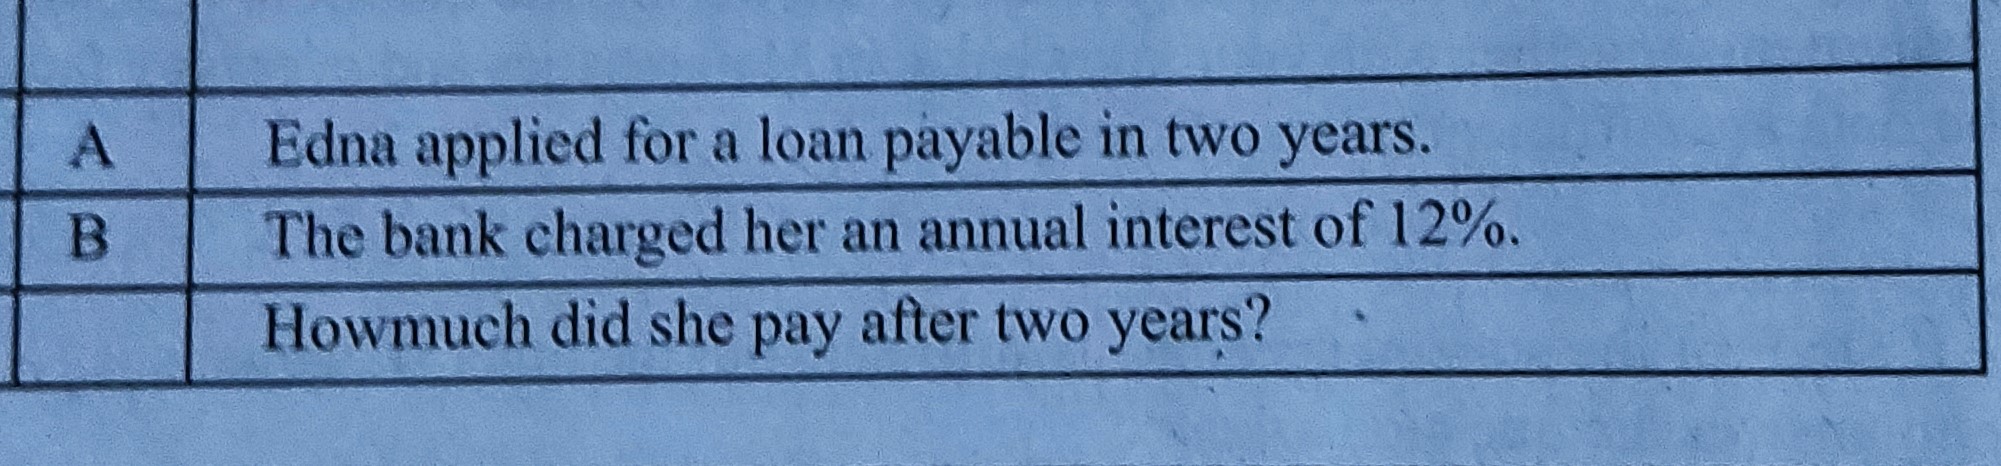 A Edna applied for a loan payable in two years.
B The bank charged her an annual interest of 12%.
Howmuch did she pay after two years?